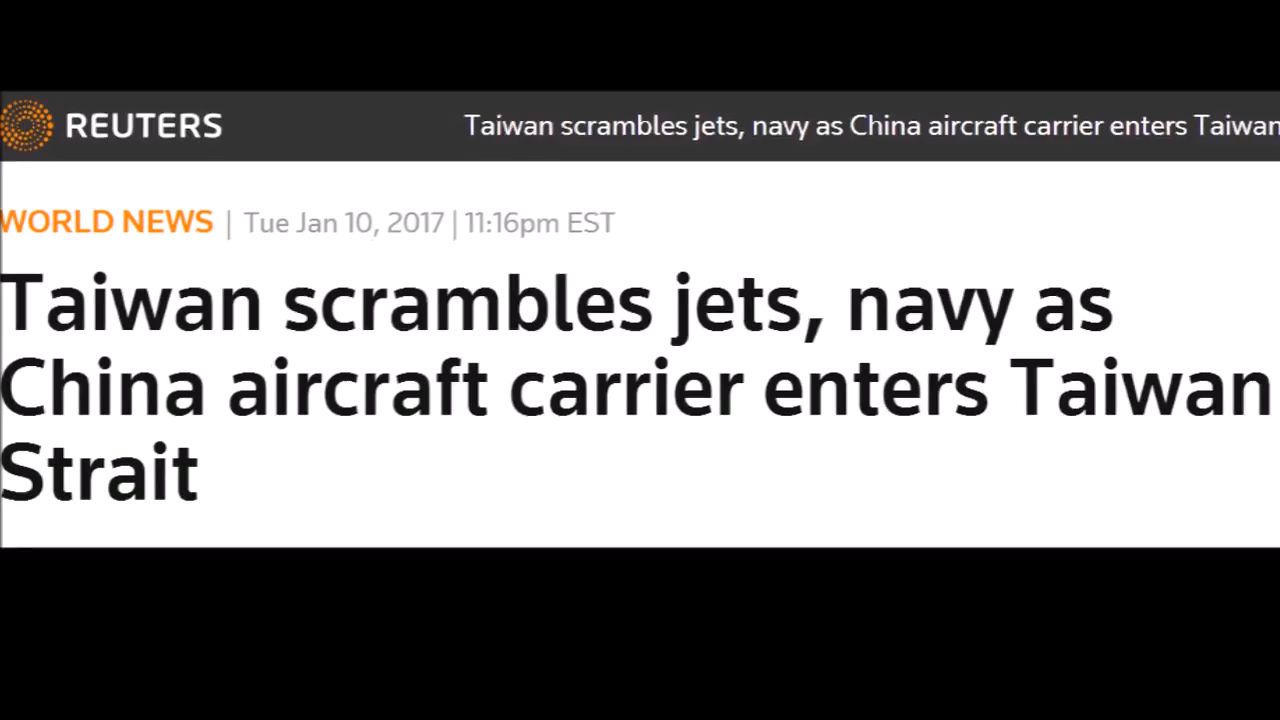 REUTERS Taiwan scrambles jets, navy as China aircraft carrier enters Taiwan
WORLD NEWS | Tue Jan 10, 2017 | 11:16pm EST
Taiwan scrambles jets, navy as
China aircraft carrier enters Taiwan
Strait